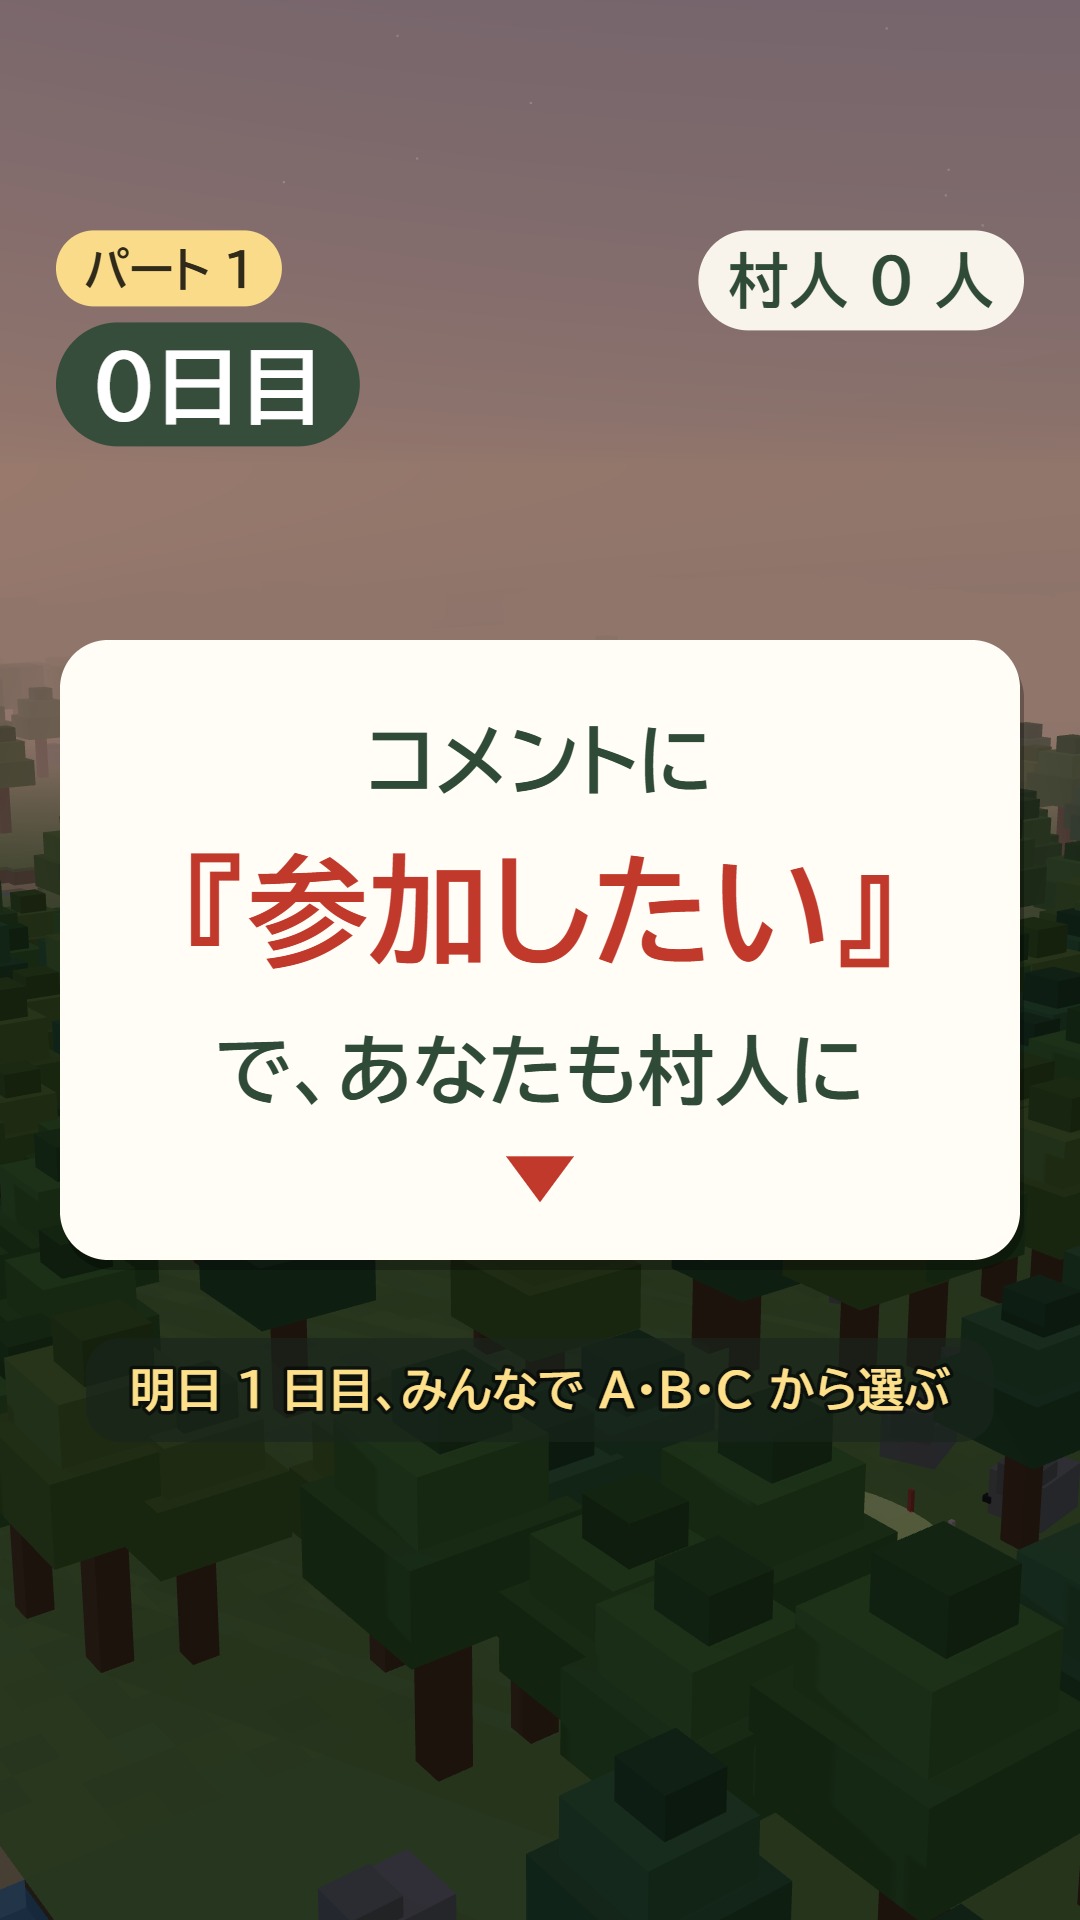 パート 1
0日目
村人 0 人
コメントに
『参加したい』
で、あなたも村人に
明日 1 日目、みんなで A・B・C から選ぶ